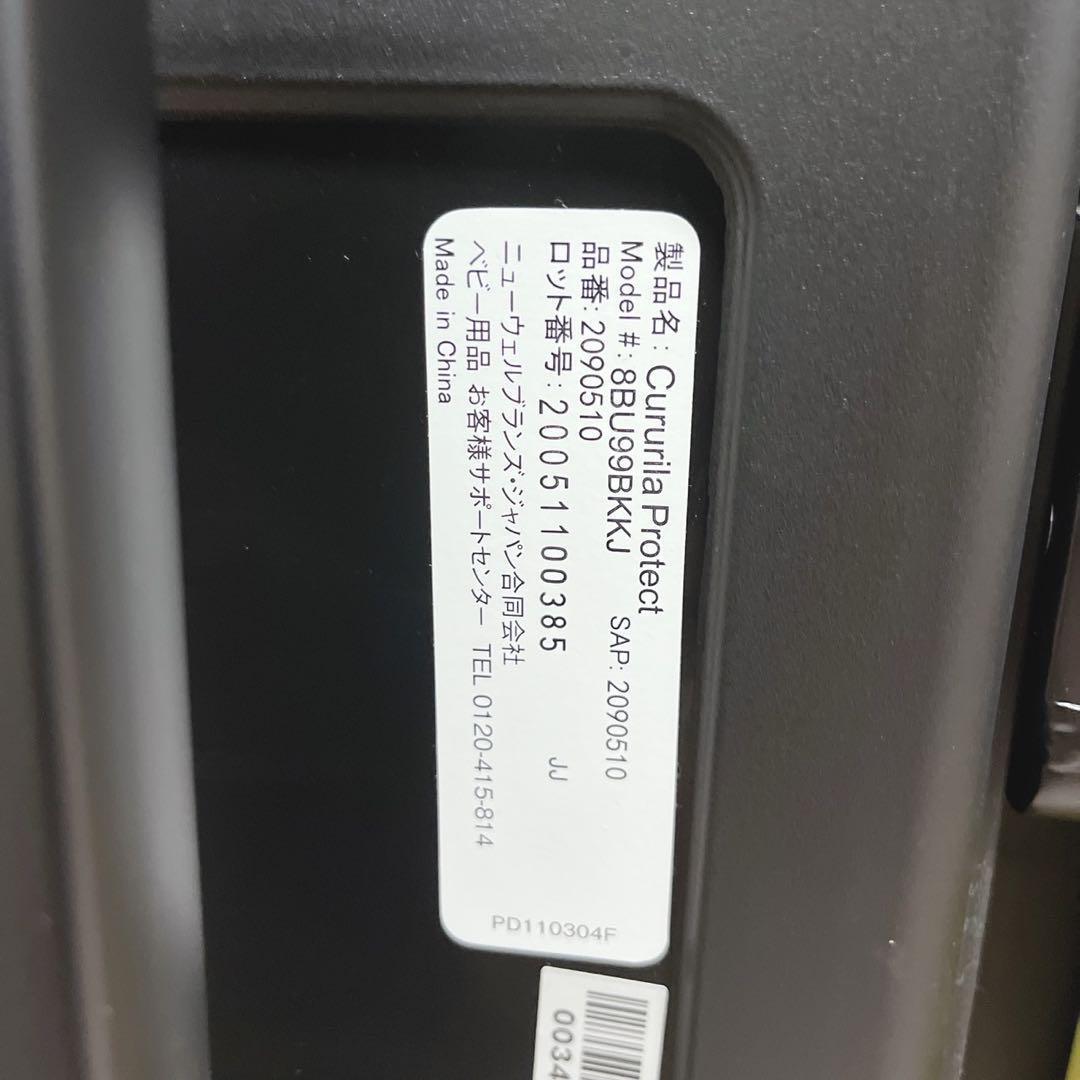 製品名: Cururila Protect
Model #: 8BU99BKKJ SAP: 2090510
品番: 2090510
ロット番号: 20051100385 JJ
ニューウェルブランズ・ジャパン合同会社
ベビー用品 お客様サポートセンター TEL 0120-415-814
Made in China
PD110304F
0034